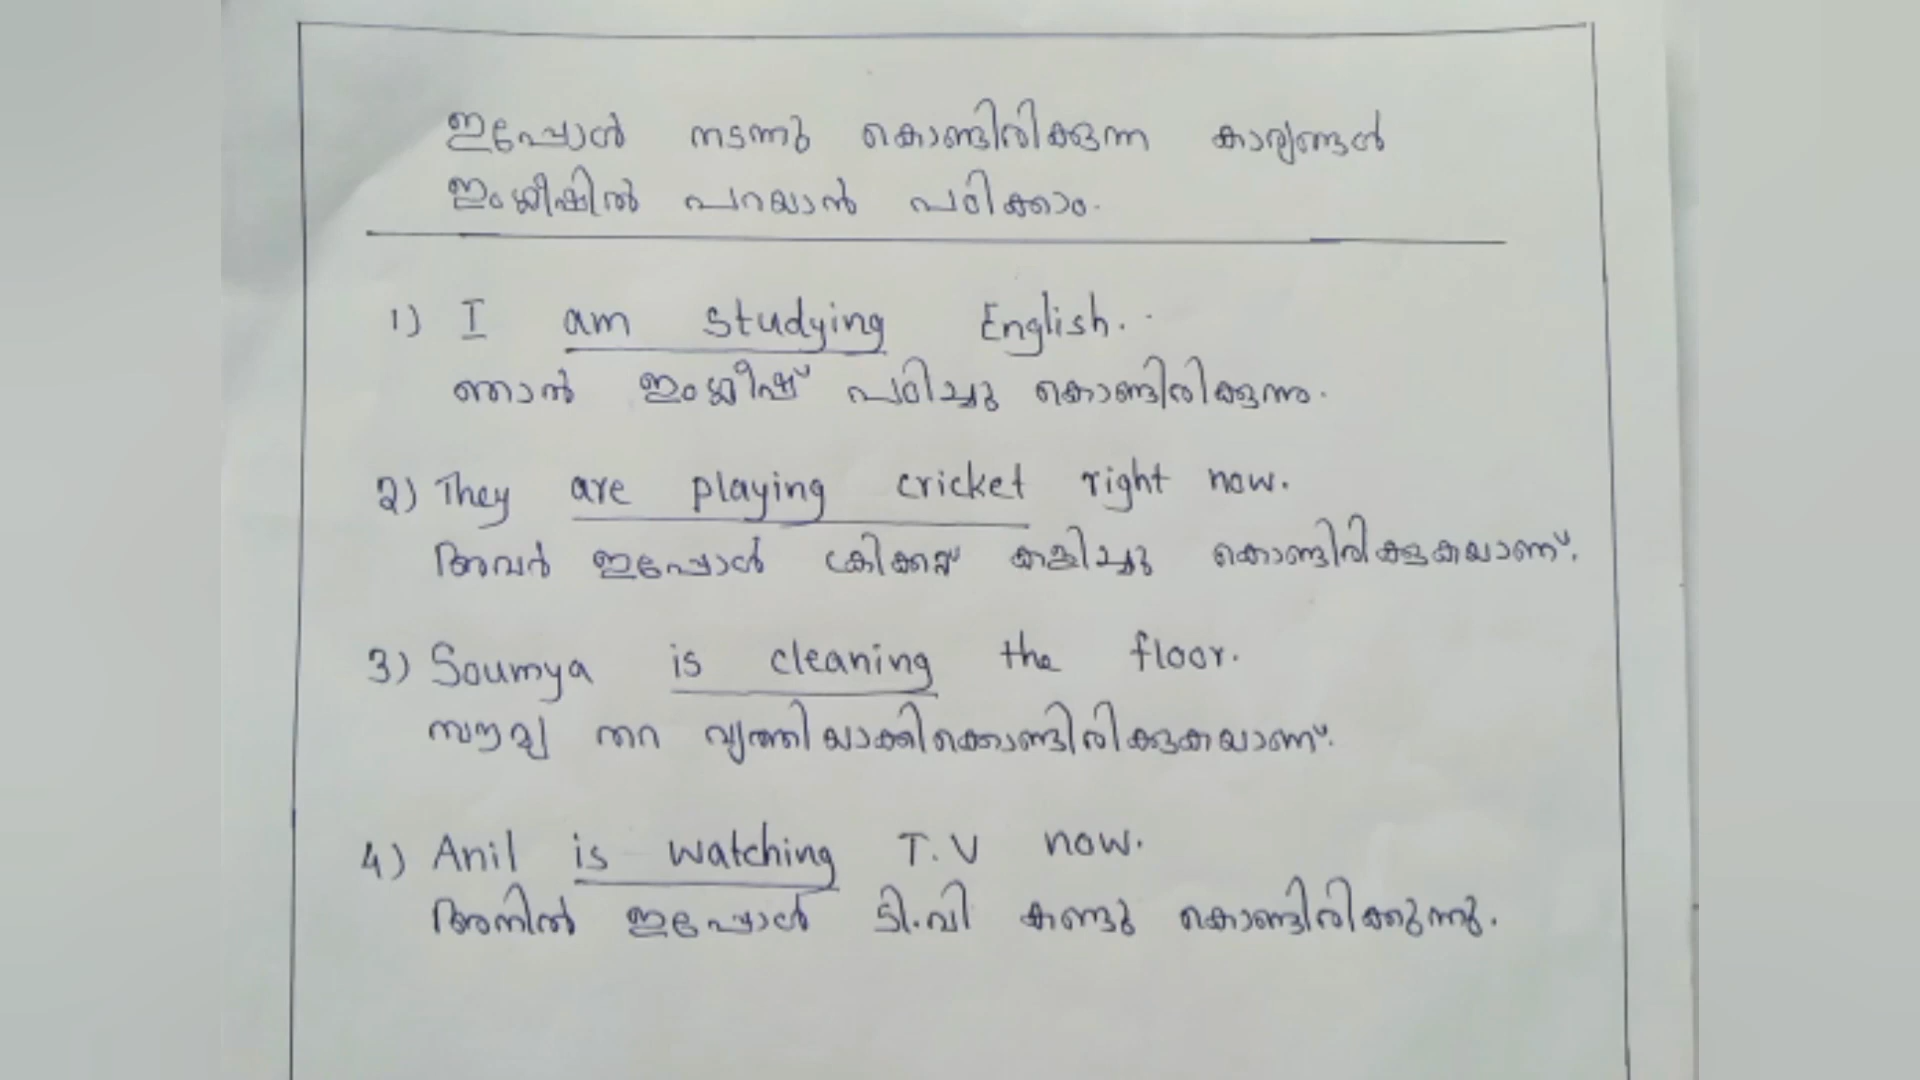 ഇപ്പോൾ നടന്നു കൊണ്ടിരിക്കുന്ന കാര്യങ്ങൾ
ഇംഗ്ലീഷിൽ പറയാൻ പഠിക്കാം.
1) I am studying English.
ഞാൻ ഇംഗ്ലീഷ് പഠിച്ചു കൊണ്ടിരിക്കുന്നു.
2) They are playing cricket right now.
അവർ ഇപ്പോൾ ക്രിക്കറ്റ് കളിച്ചു കൊണ്ടിരിക്കുകയാണ്.
3) Soumya is cleaning the floor.
സൗമ്യ തറ വൃത്തിയാക്കിക്കൊണ്ടിരിക്കുകയാണ്.
4) Anil is watching T.V now.
അനിൽ ഇപ്പോൾ ടി.വി കണ്ടു കൊണ്ടിരിക്കുന്നു.